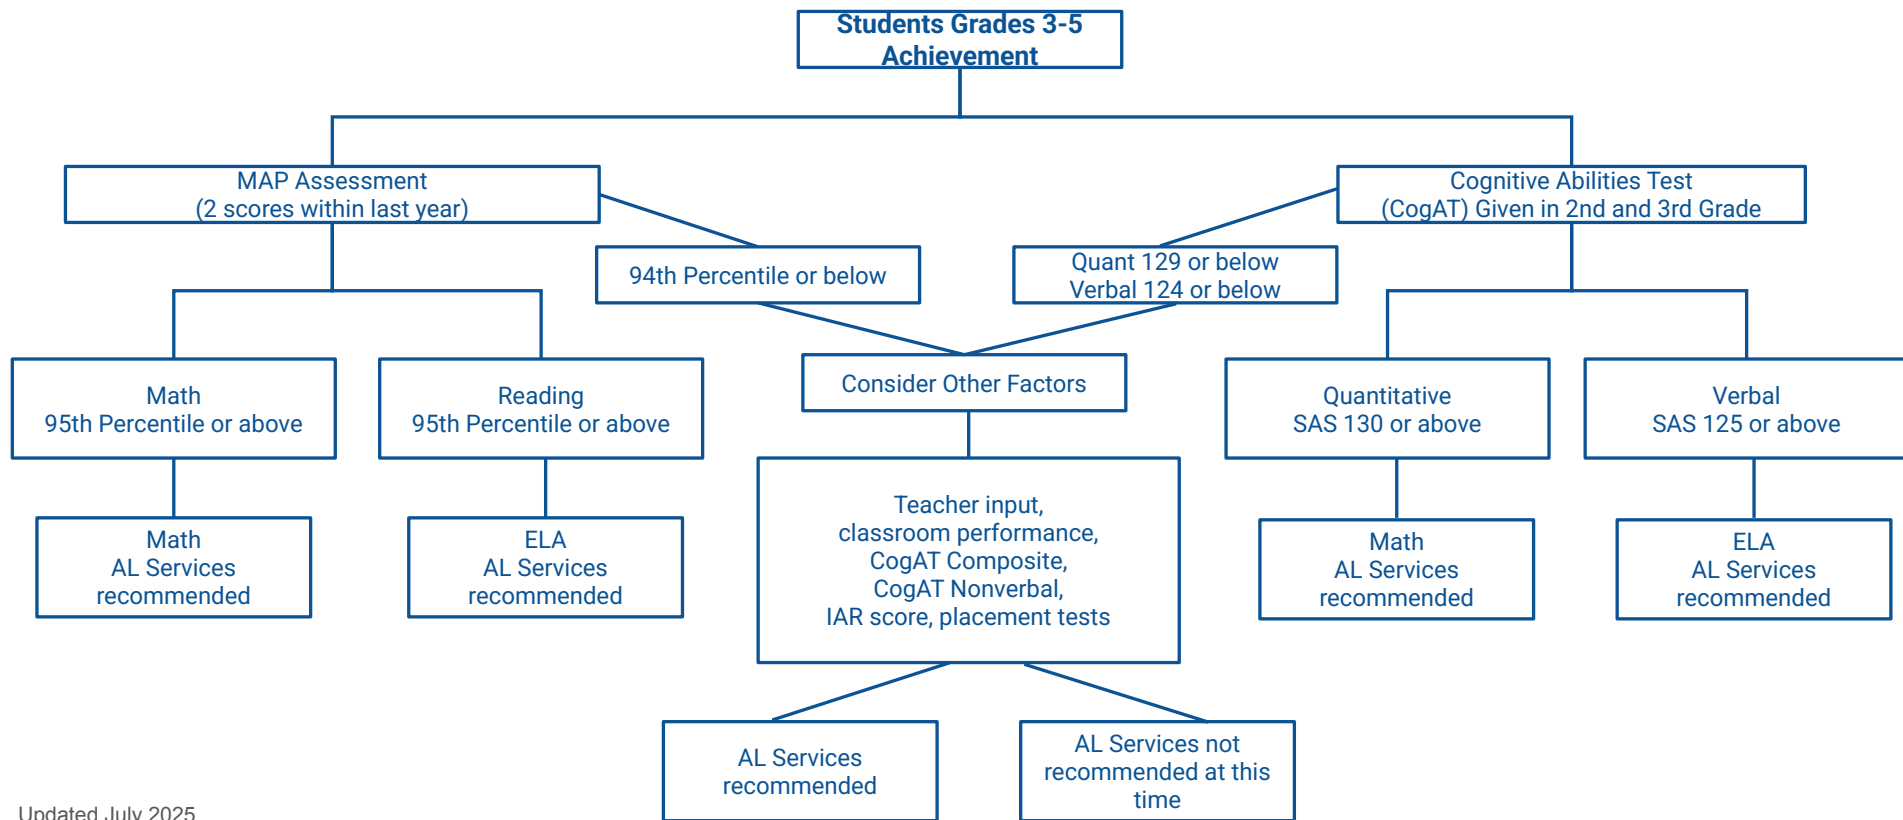 Students Grades 3-5
Achievement
MAP Assessment
(2 scores within last year)
Cognitive Abilities Test
(CogAT) Given in 2nd and 3rd Grade
94th Percentile or below
Quant 129 or below
Verbal 124 or below
Math
95th Percentile or above
Reading
95th Percentile or above
Consider Other Factors
Quantitative
SAS 130 or above
Verbal
SAS 125 or above
Math
AL Services
recommended
ELA
AL Services
recommended
Teacher input,
classroom performance,
CogAT Composite,
CogAT Nonverbal,
IAR score, placement tests
Math
AL Services
recommended
ELA
AL Services
recommended
AL Services
recommended
AL Services not
recommended at this
time
Updated July 2025